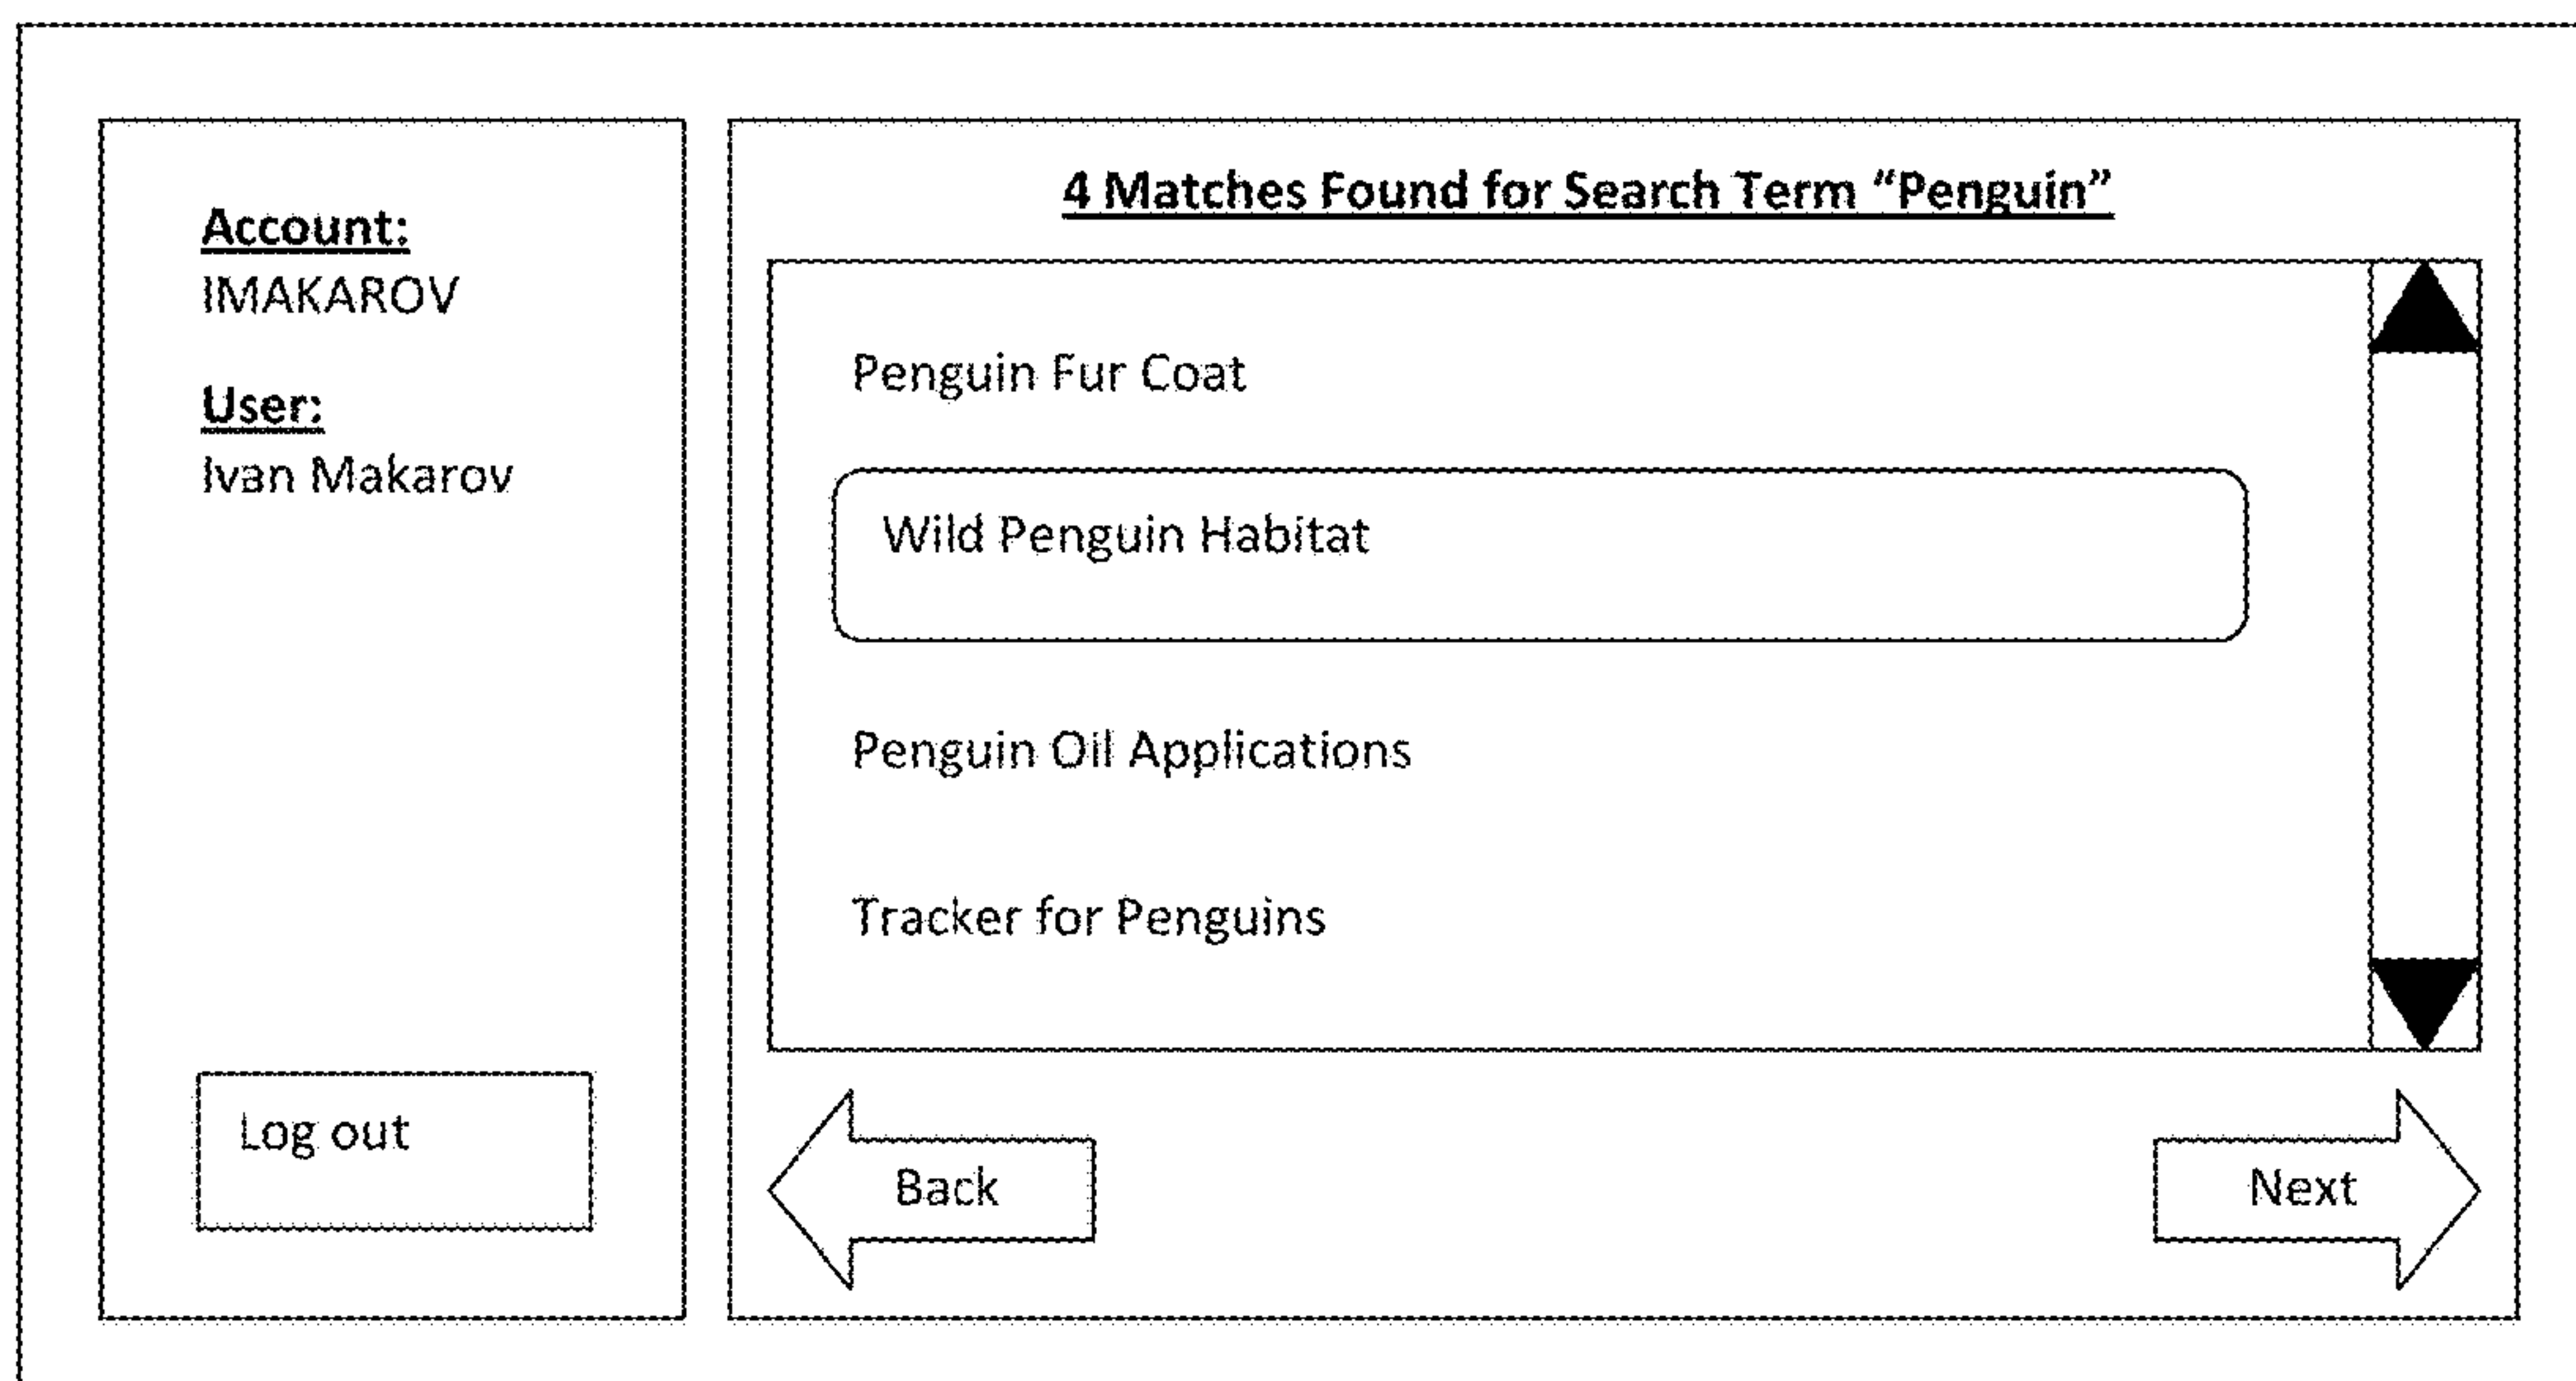 Account:
IMAKAROV
User:
Ivan Makarov
Log out
4 Matches Found for Search Term “Penguin”
Penguin Fur Coat
Wild Penguin Habitat
Penguin Oil Applications
Tracker for Penguins
Back
Next